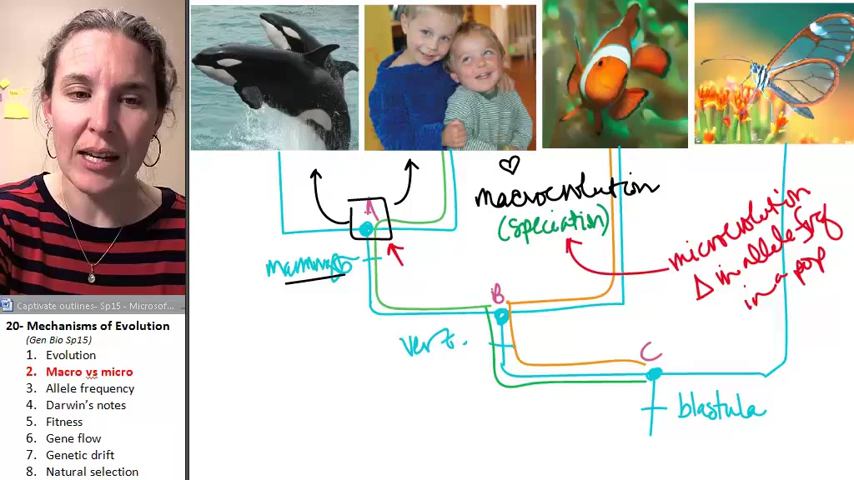 A
macroevolution
(speciation)
microevolution
Δ in allele frq
in a pop
mammals
B
vert.
C
blastula
Captivate outlines- Sp15 - Microsof...
20- Mechanisms of Evolution
(Gen Bio Sp15)
1. Evolution
2. Macro vs micro
3. Allele frequency
4. Darwin's notes
5. Fitness
6. Gene flow
7. Genetic drift
8. Natural selection